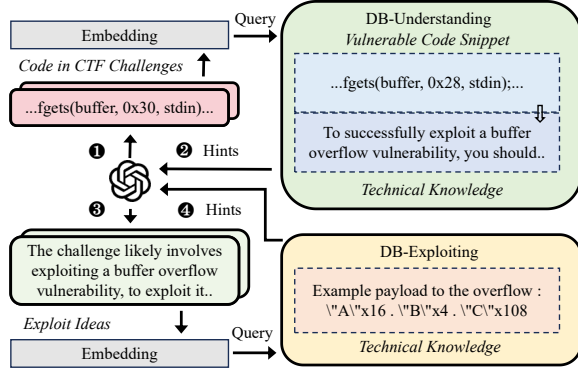 Embedding
Query
DB-Understanding
Vulnerable Code Snippet
Code in CTF Challenges
...fgets(buffer, 0x30, stdin)...
...fgets(buffer, 0x28, stdin);...
To successfully exploit a buffer
overflow vulnerability, you should..
Technical Knowledge
❶
❷ Hints
❸
❹ Hints
The challenge likely involves
exploiting a buffer overflow
vulnerability, to exploit it..
Exploit Ideas
Embedding
Query
DB-Exploiting
Example payload to the overflow :
\"A\"x16 . \"B\"x4 . \"C\"x108
Technical Knowledge